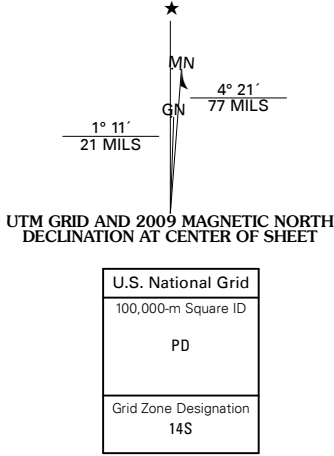 MN
GN
4° 21´
77 MILS
1° 11´
21 MILS
UTM GRID AND 2009 MAGNETIC NORTH
DECLINATION AT CENTER OF SHEET
U.S. National Grid
100,000-m Square ID
PD
Grid Zone Designation
14S